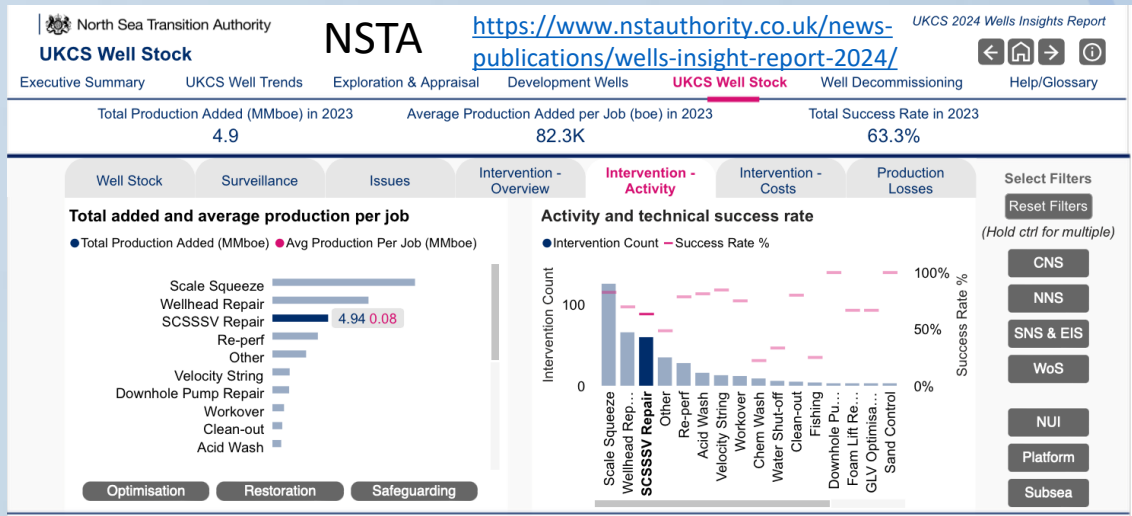 North Sea Transition Authority
NSTA
https://www.nstauthority.co.uk/news-
publications/wells-insight-report-2024/
UKCS 2024 Wells Insights Report
UKCS Well Stock
Executive Summary
UKCS Well Trends
Exploration & Appraisal
Development Wells
UKCS Well Stock
Well Decommissioning
Help/Glossary
Total Production Added (MMboe) in 2023
4.9
Average Production Added per Job (boe) in 2023
82.3K
Total Success Rate in 2023
63.3%
Well Stock
Surveillance
Issues
Intervention -
Overview
Intervention -
Activity
Intervention -
Costs
Production
Losses
Select Filters
Reset Filters
(Hold ctrl for multiple)
CNS
NNS
SNS & EIS
WoS
NUI
Platform
Subsea
Total added and average production per job
Total Production Added (MMboe)
Avg Production Per Job (MMboe)
Scale Squeeze
Wellhead Repair
SCSSSV Repair
4.94 0.08
Re-perf
Other
Velocity String
Downhole Pump Repair
Workover
Clean-out
Acid Wash
Optimisation
Restoration
Safeguarding
Activity and technical success rate
Intervention Count
Success Rate %
Intervention Count
100
0
100%
50%
0%
Success Rate %
Scale Squeeze
Wellhead Rep...
SCSSSV Repair
Other
Re-perf
Acid Wash
Velocity String
Workover
Chem Wash
Water Shut-off
Clean-out
Fishing
Downhole Pu...
Foam Lift Re...
GLV Optimisa...
Sand Control